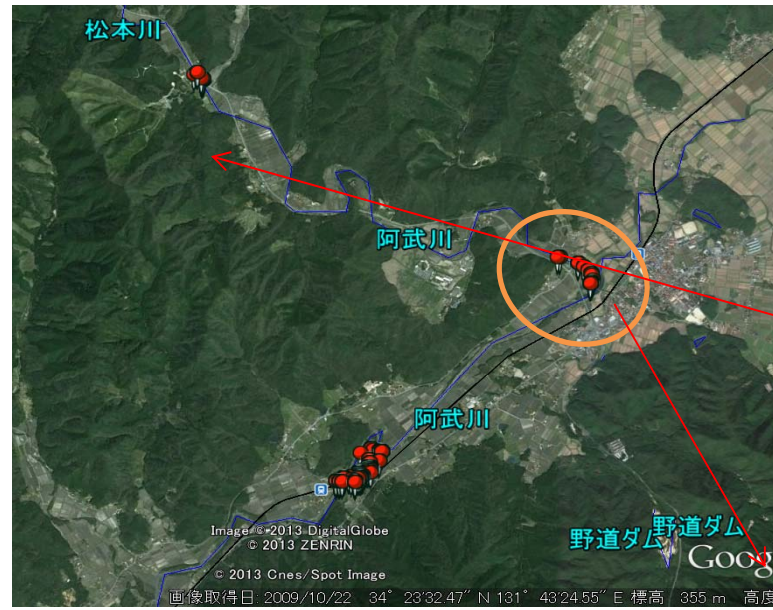 松本川
阿武川
阿武川
野道ダム
野道ダム
Image © 2013 DigitalGlobe
© 2013 ZENRIN
© 2013 Cnes/Spot Image
Goog
画像取得日: 2009/10/22 34° 23'32.47" N 131° 43'24.55" E 標高 355 m 高度